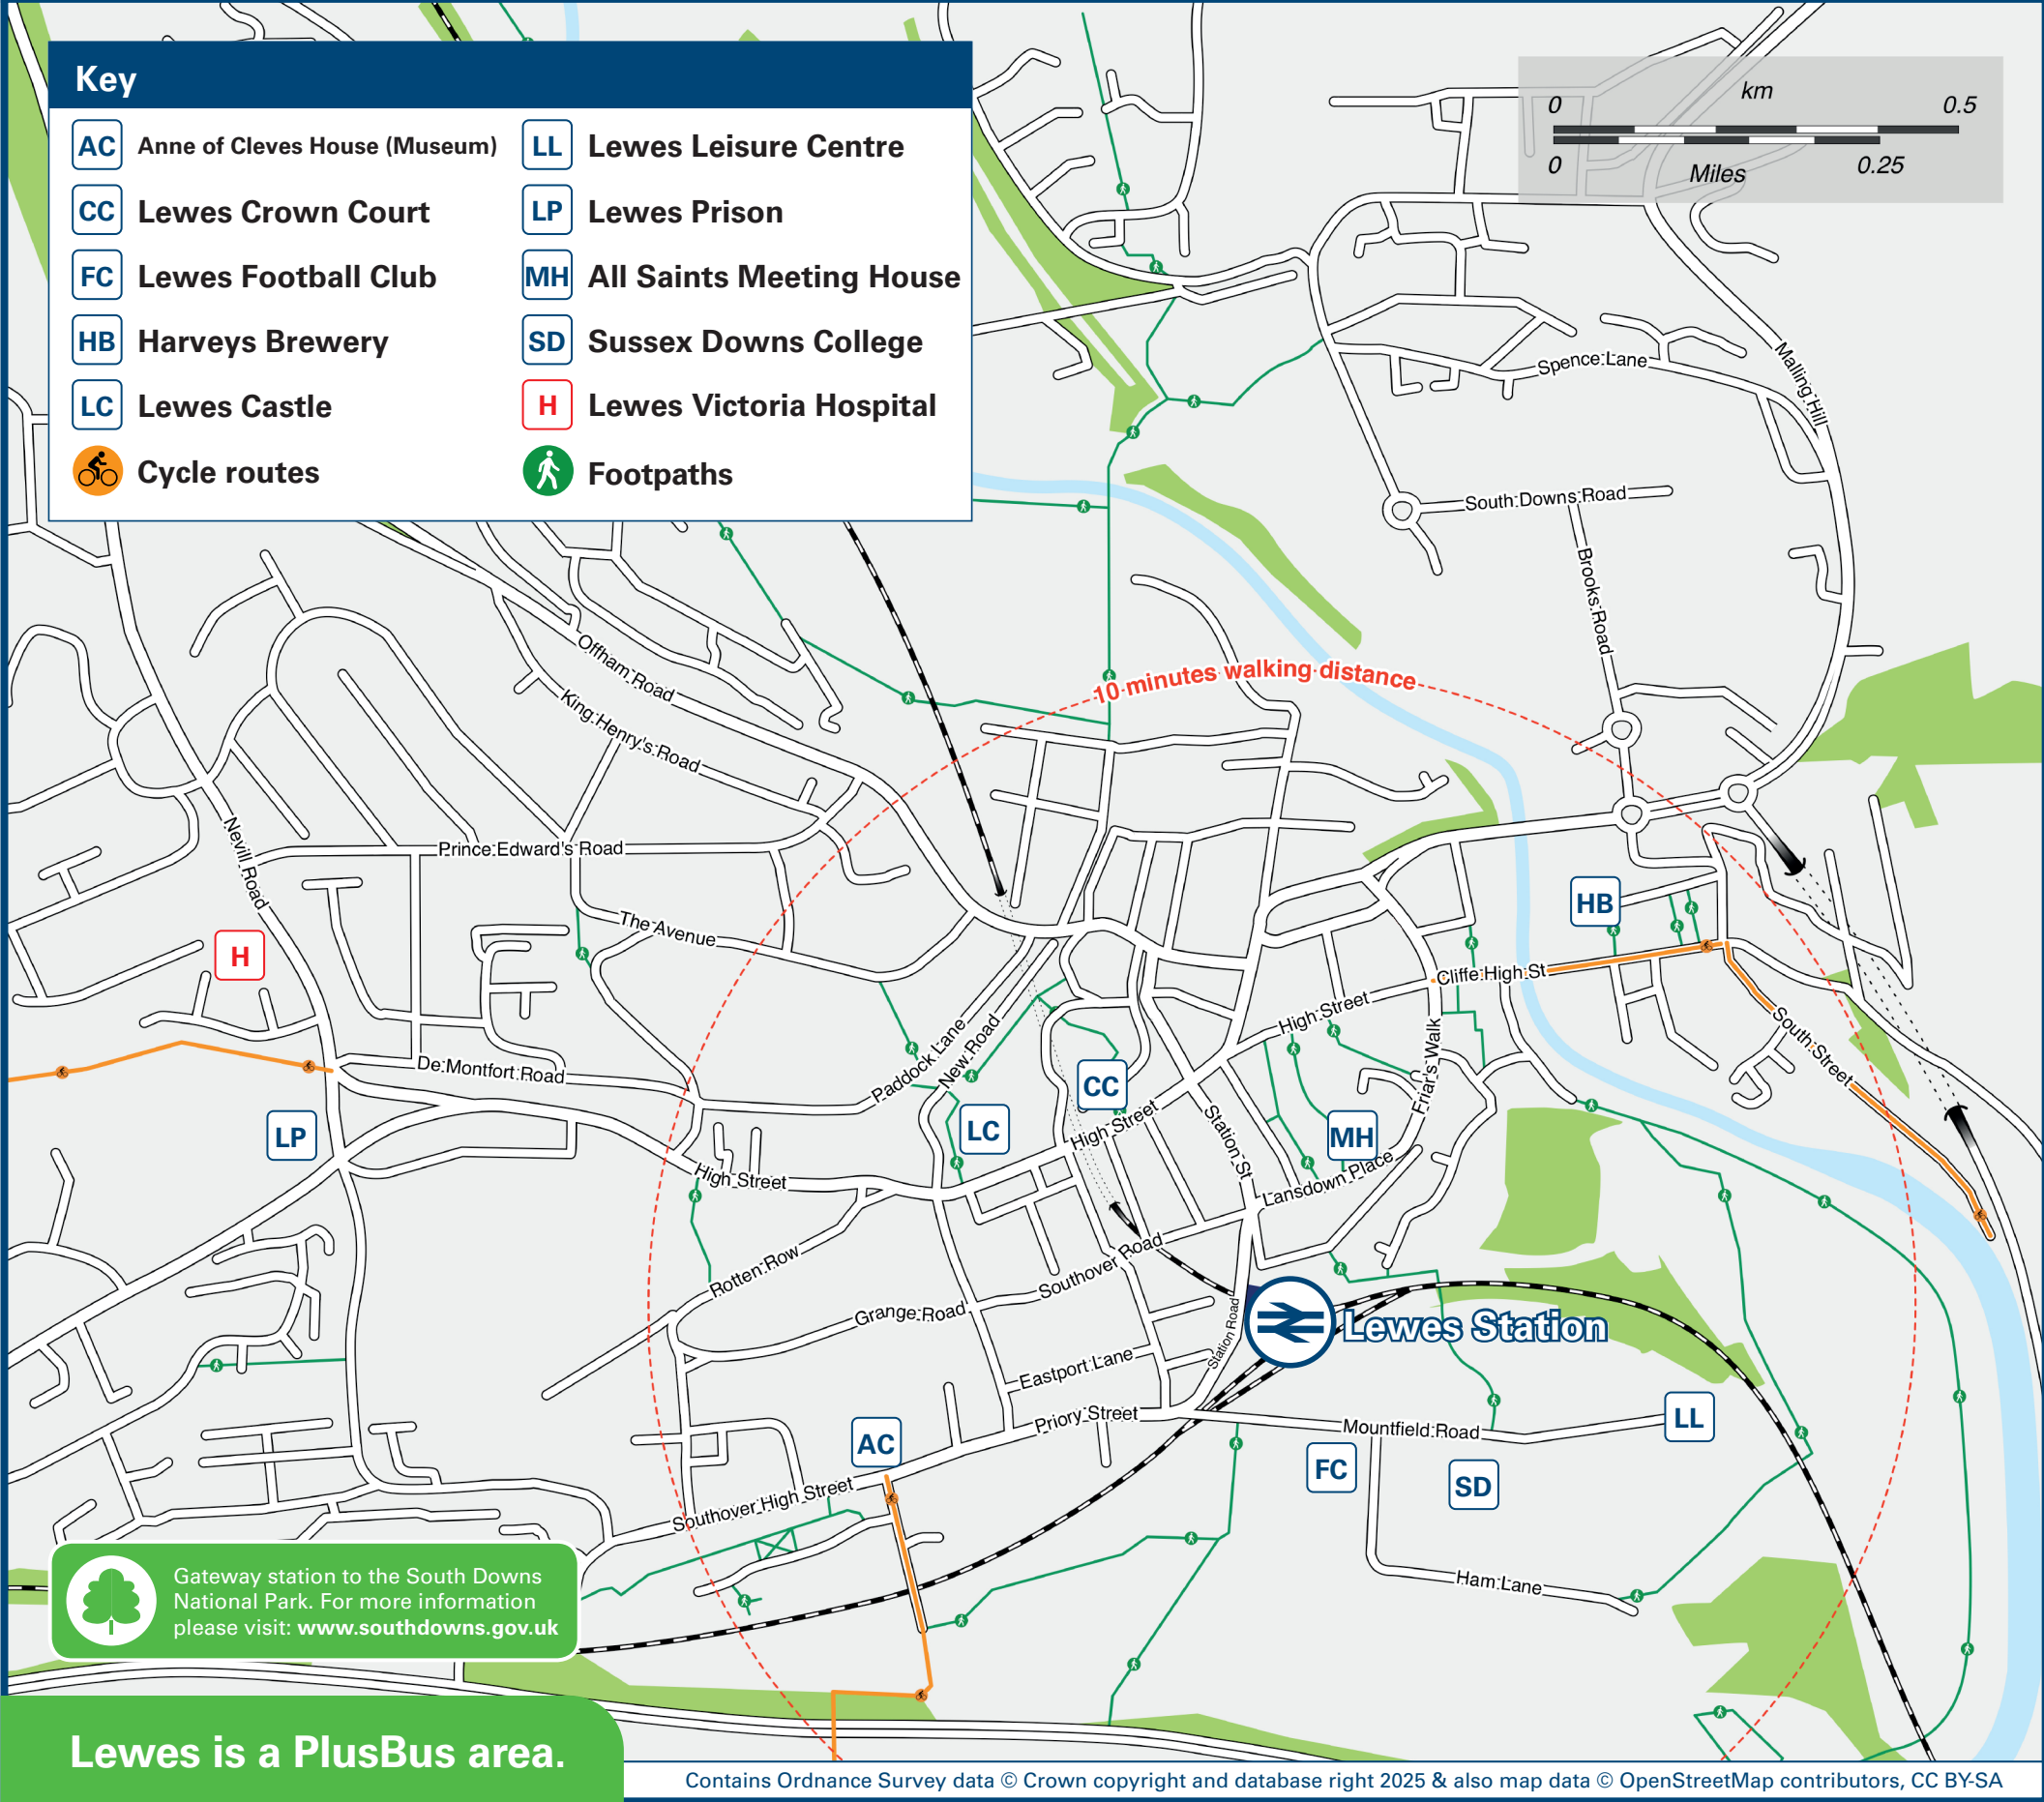 Key
AC Anne of Cleves House (Museum)
CC Lewes Crown Court
FC Lewes Football Club
HB Harveys Brewery
LC Lewes Castle
Cycle routes
LL Lewes Leisure Centre
LP Lewes Prison
MH All Saints Meeting House
SD Sussex Downs College
H Lewes Victoria Hospital
Footpaths
km
0 0.5
0 0.25
Miles
Spence Lane
Malling Hill
South Downs Road
Brooks Road
Offham Road
10 minutes walking distance
King Henry's Road
Nevill Road
Prince Edward's Road
The Avenue
HB
H
Cliffe High St
High Street
South Street
De Montfort Road
Paddock Lane
New Road
Friar's Walk
CC
LP
LC
High Street
Station St
MH
High Street
Lansdown Place
Rotten Row
Southover Road
Grange Road
Station Road
Lewes Station
Eastport Lane
Priory Street
Mountfield Road
LL
AC
FC
SD
Southover High Street
Ham Lane
Gateway station to the South Downs
National Park. For more information
please visit: www.southdowns.gov.uk
Lewes is a PlusBus area.
Contains Ordnance Survey data © Crown copyright and database right 2025 & also map data © OpenStreetMap contributors, CC BY-SA